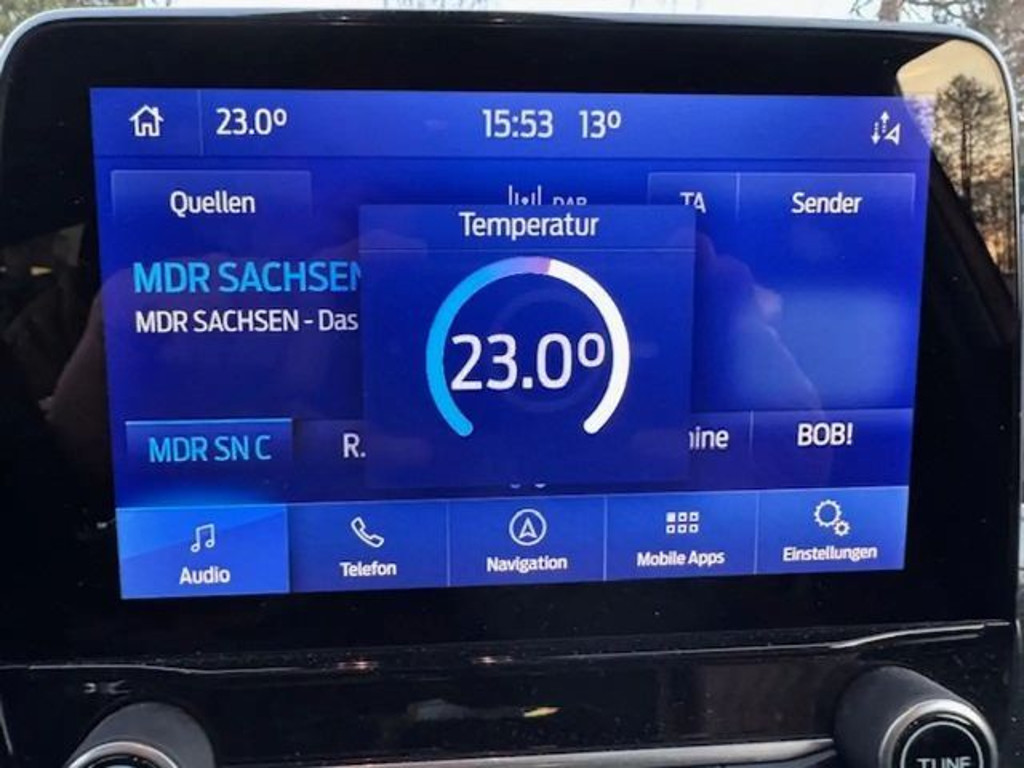 23.0º 15:53 13º
Quellen DAB TA Sender
Temperatur
MDR SACHSEN
MDR SACHSEN - Das
23.0º
MDR SN C R. BOB!
Audio Telefon Navigation Mobile Apps Einstellungen
TUNE